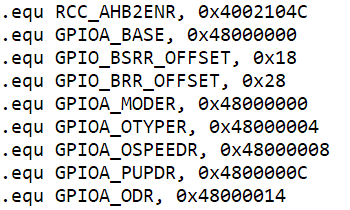 .equ RCC_AHB2ENR, 0x4002104C
.equ GPIOA_BASE, 0x48000000
.equ GPIO_BSRR_OFFSET, 0x18
.equ GPIO_BRR_OFFSET, 0x28
.equ GPIOA_MODER, 0x48000000
.equ GPIOA_OTYPER, 0x48000004
.equ GPIOA_OSPEEDR, 0x48000008
.equ GPIOA_PUPDR, 0x4800000C
.equ GPIOA_ODR, 0x48000014